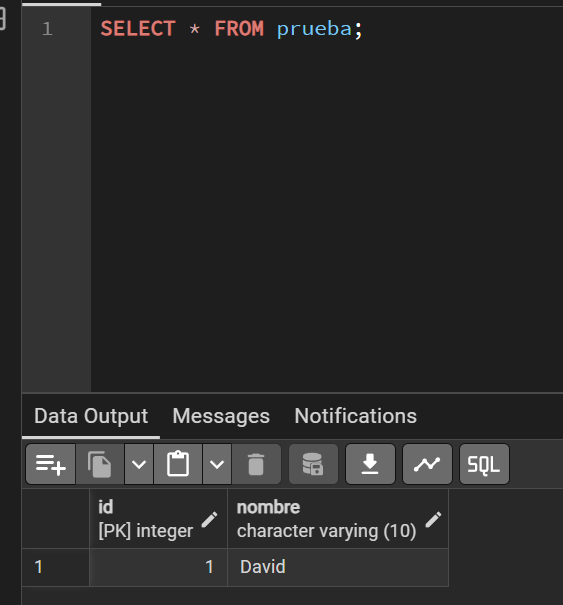 1 SELECT * FROM prueba;
Data Output Messages Notifications
SQL
id nombre
[PK] integer character varying (10)
1 1 David